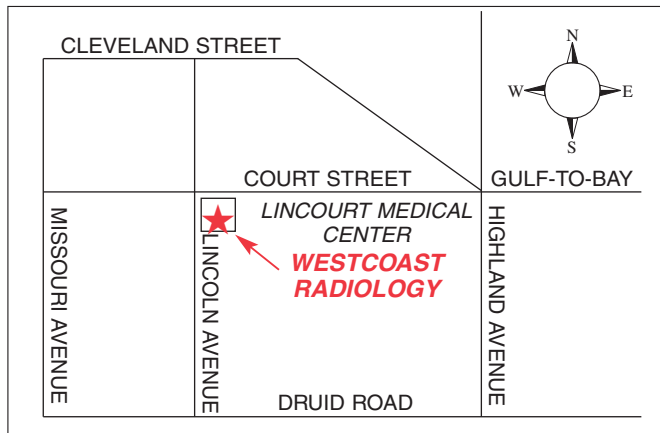 CLEVELAND STREET
N
W
E
S
COURT STREET
GULF-TO-BAY
MISSOURI AVENUE
LINCOLN AVENUE
LINCOURT MEDICAL
CENTER
WESTCOAST
RADIOLOGY
HIGHLAND AVENUE
DRUID ROAD